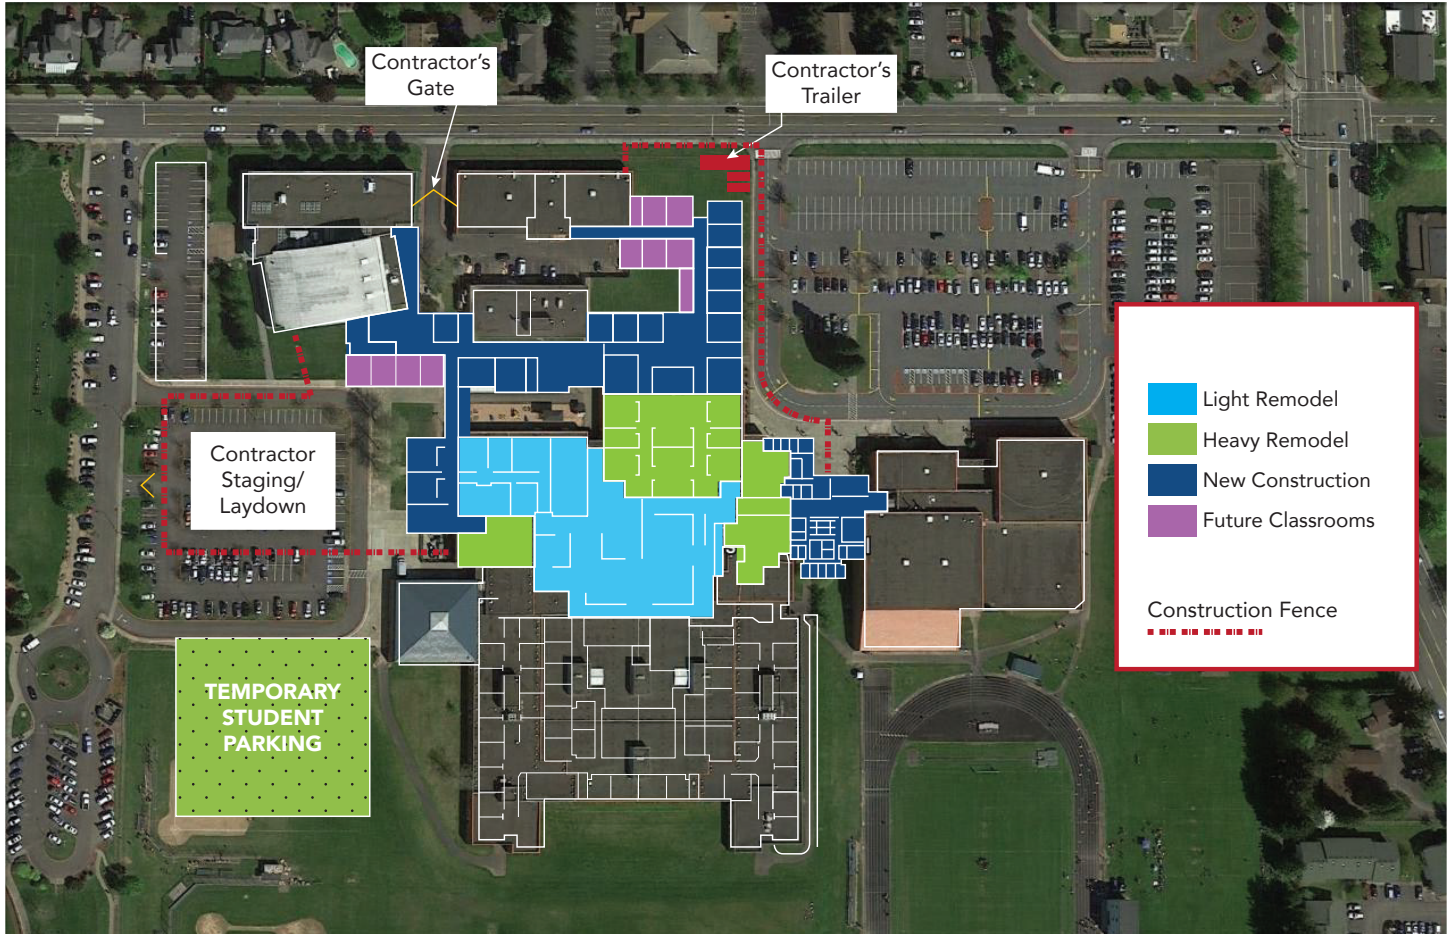 Contractor's
Gate
Contractor's
Trailer
Light Remodel
Heavy Remodel
New Construction
Future Classrooms
Construction Fence
Contractor
Staging/
Laydown
TEMPORARY
STUDENT
PARKING